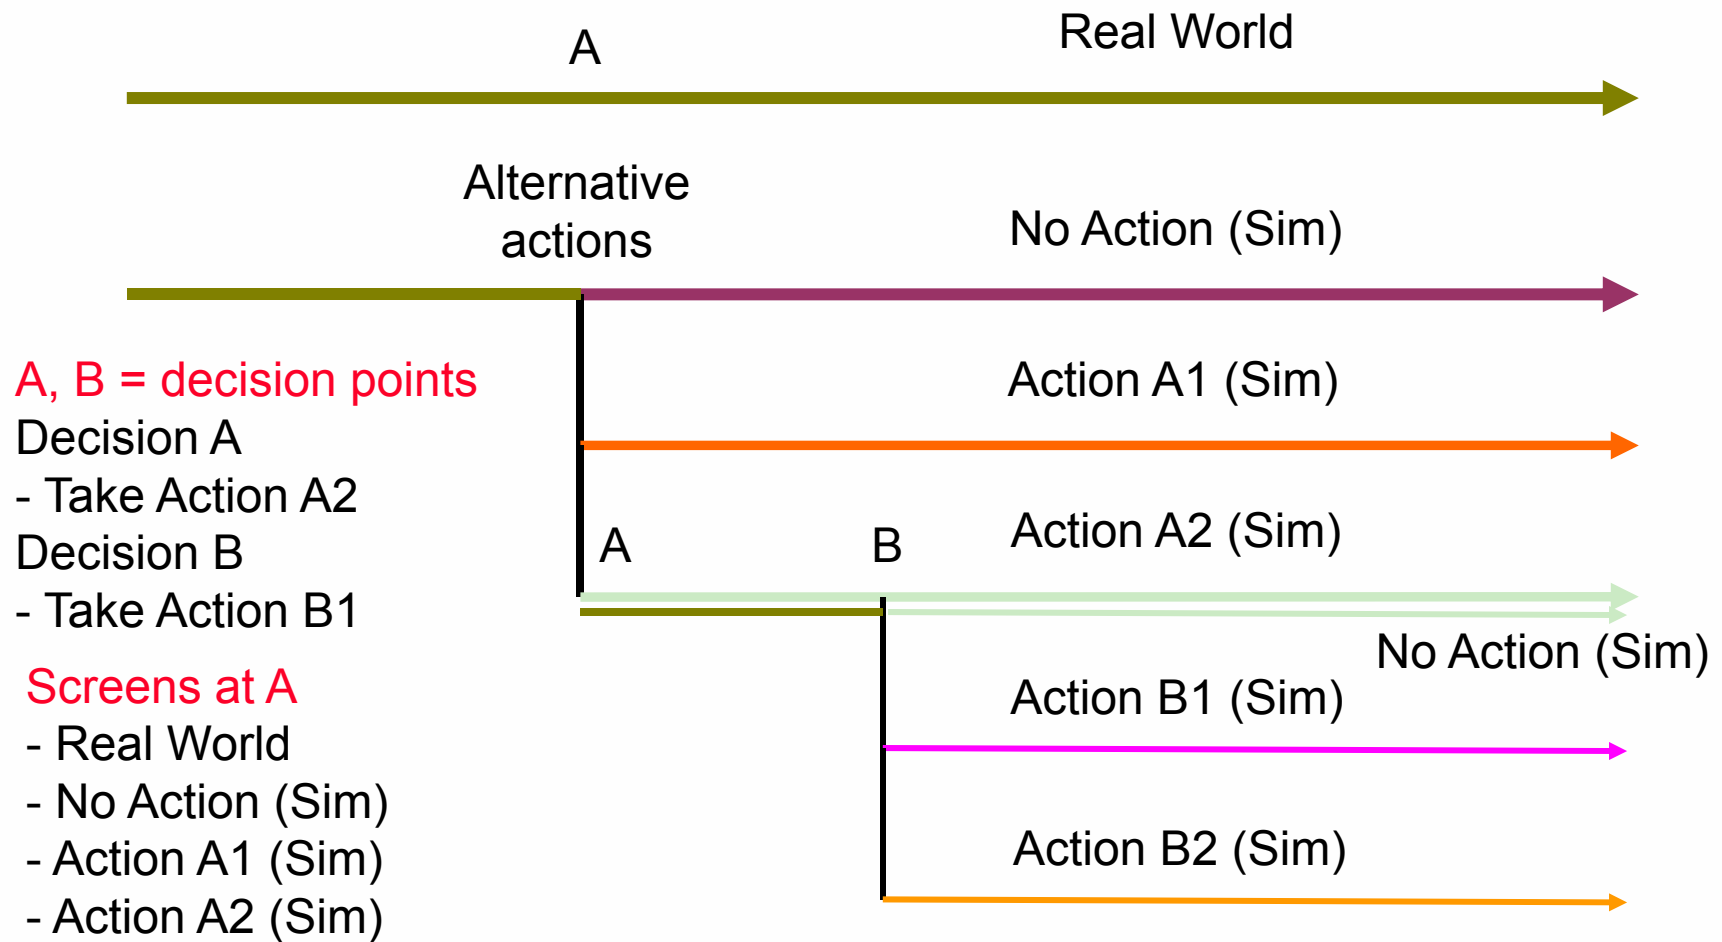 A
Real World
Alternative
actions
No Action (Sim)
A, B = decision points
Decision A
- Take Action A2
Decision B
- Take Action B1
Action A1 (Sim)
A
B
Action A2 (Sim)
No Action (Sim)
Action B1 (Sim)
Action B2 (Sim)
Screens at A
- Real World
- No Action (Sim)
- Action A1 (Sim)
- Action A2 (Sim)